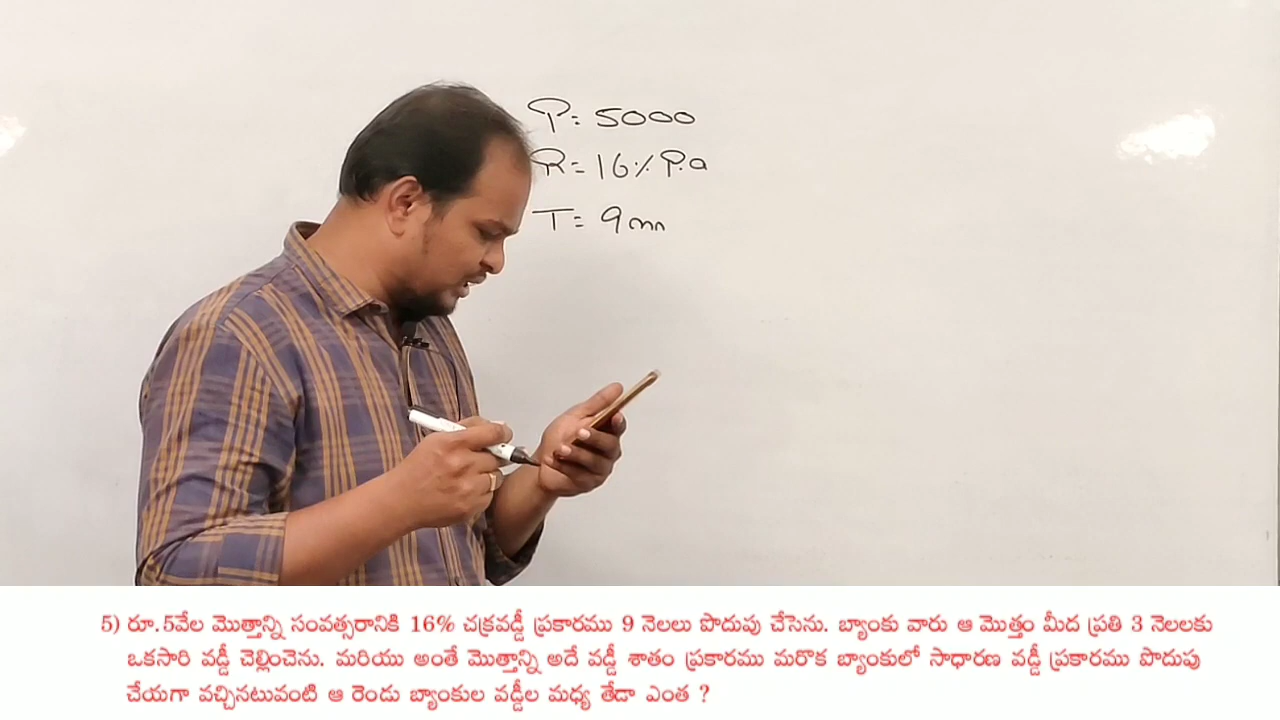 P= 5000
R= 16% P.a
T= 9m
5) రూ.5వేల మొత్తాన్ని సంవత్సరానికి 16% చక్రవడ్డీ ప్రకారము 9 నెలలు పొదుపు చేసెను. బ్యాంకు వారు ఆ మొత్తం మీద ప్రతి 3 నెలలకు
ఒకసారి వడ్డీ చెల్లించెను. మరియు అంతే మొత్తాన్ని అదే వడ్డీ శాతం ప్రకారము మరొక బ్యాంకులో సాధారణ వడ్డీ ప్రకారము పొదుపు
చేయగా వచ్చినటువంటి ఆ రెండు బ్యాంకుల వడ్డీల మధ్య తేడా ఎంత ?